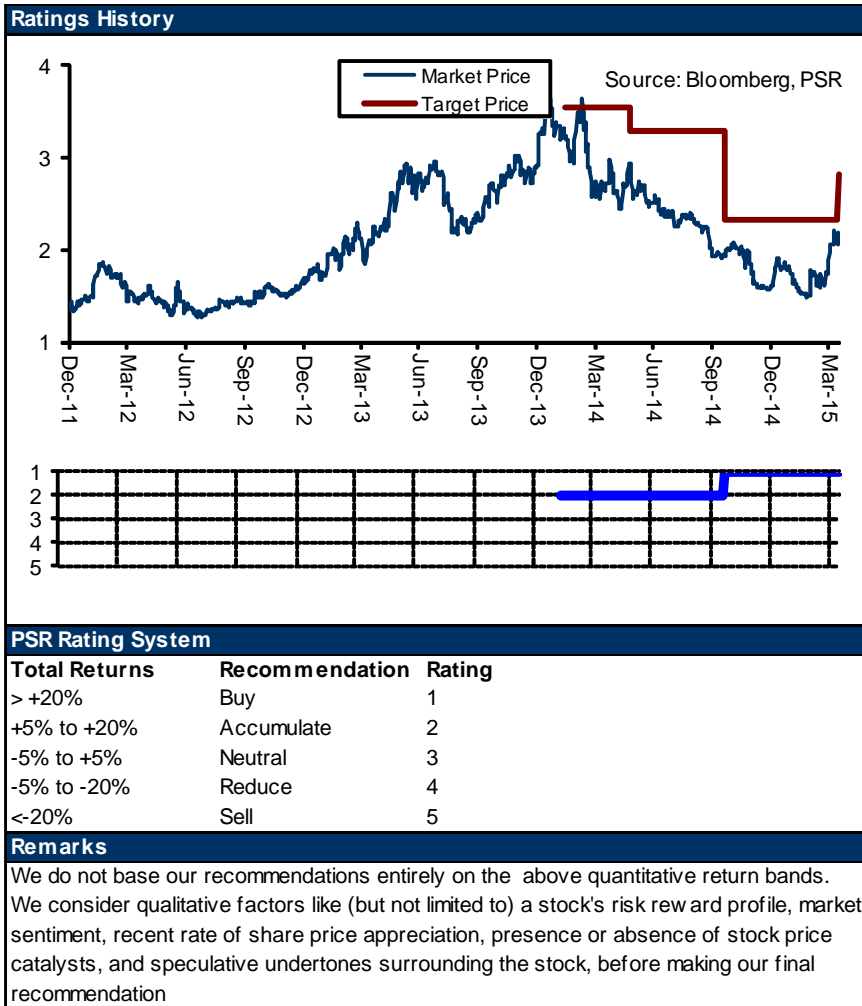 Ratings History
Market Price
Target Price
Source: Bloomberg, PSR
4
3
2
1
Dec-11
Mar-12
Jun-12
Sep-12
Dec-12
Mar-13
Jun-13
Sep-13
Dec-13
Mar-14
Jun-14
Sep-14
Dec-14
Mar-15
1
2
3
4
5
PSR Rating System
Total Returns Recommendation Rating
> +20% Buy 1
+5% to +20% Accumulate 2
-5% to +5% Neutral 3
-5% to -20% Reduce 4
<-20% Sell 5
Remarks
We do not base our recommendations entirely on the above quantitative return bands.
We consider qualitative factors like (but not limited to) a stock's risk reward profile, market
sentiment, recent rate of share price appreciation, presence or absence of stock price
catalysts, and speculative undertones surrounding the stock, before making our final
recommendation